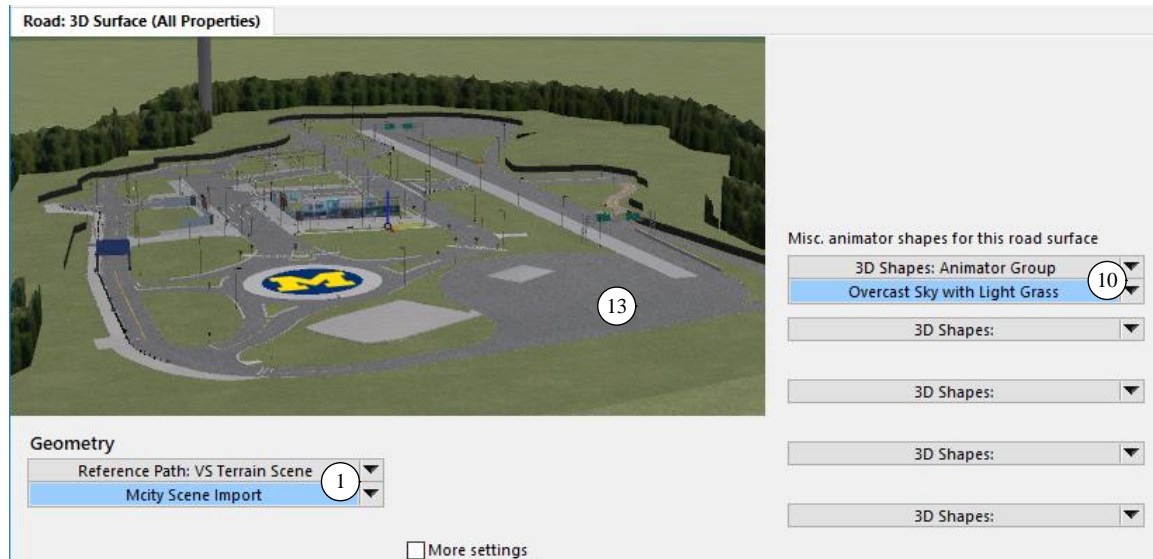 Road: 3D Surface (All Properties)
M
13
Misc. animator shapes for this road surface
3D Shapes: Animator Group
Overcast Sky with Light Grass
10
3D Shapes:
3D Shapes:
3D Shapes:
3D Shapes:
Geometry
Reference Path: VS Terrain Scene
Mcity Scene Import
1
More settings